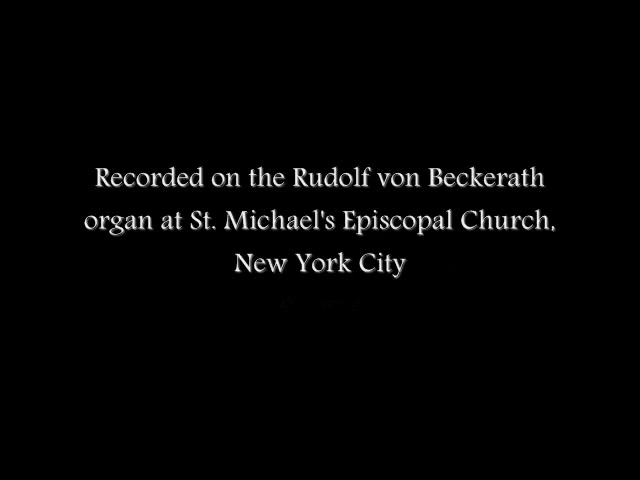 Recorded on the Rudolf von Beckerath
organ at St. Michael's Episcopal Church,
New York City